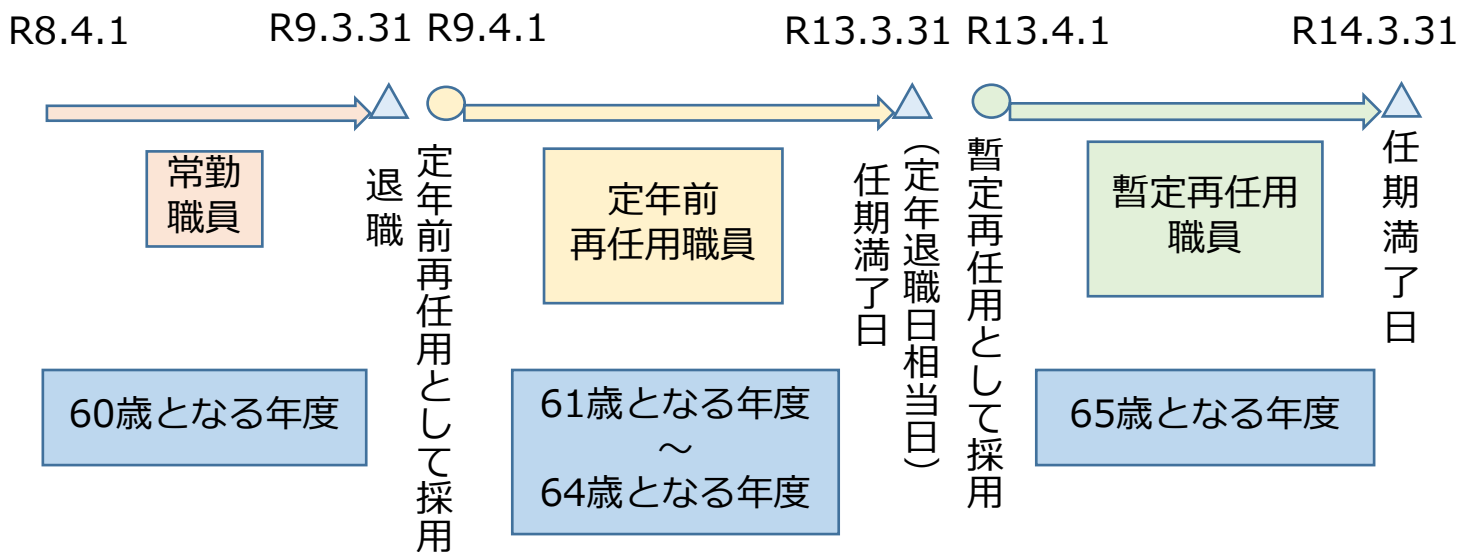 R8.4.1
R9.3.31
R9.4.1
R13.3.31
R13.4.1
R14.3.31
常勤
職員
退職
定年前再任用として採用
定年前
再任用職員
任期満了日
（定年退職日相当日）
暫定再任用として採用
暫定再任用
職員
任期満了日
60歳となる年度
61歳となる年度
～
64歳となる年度
65歳となる年度